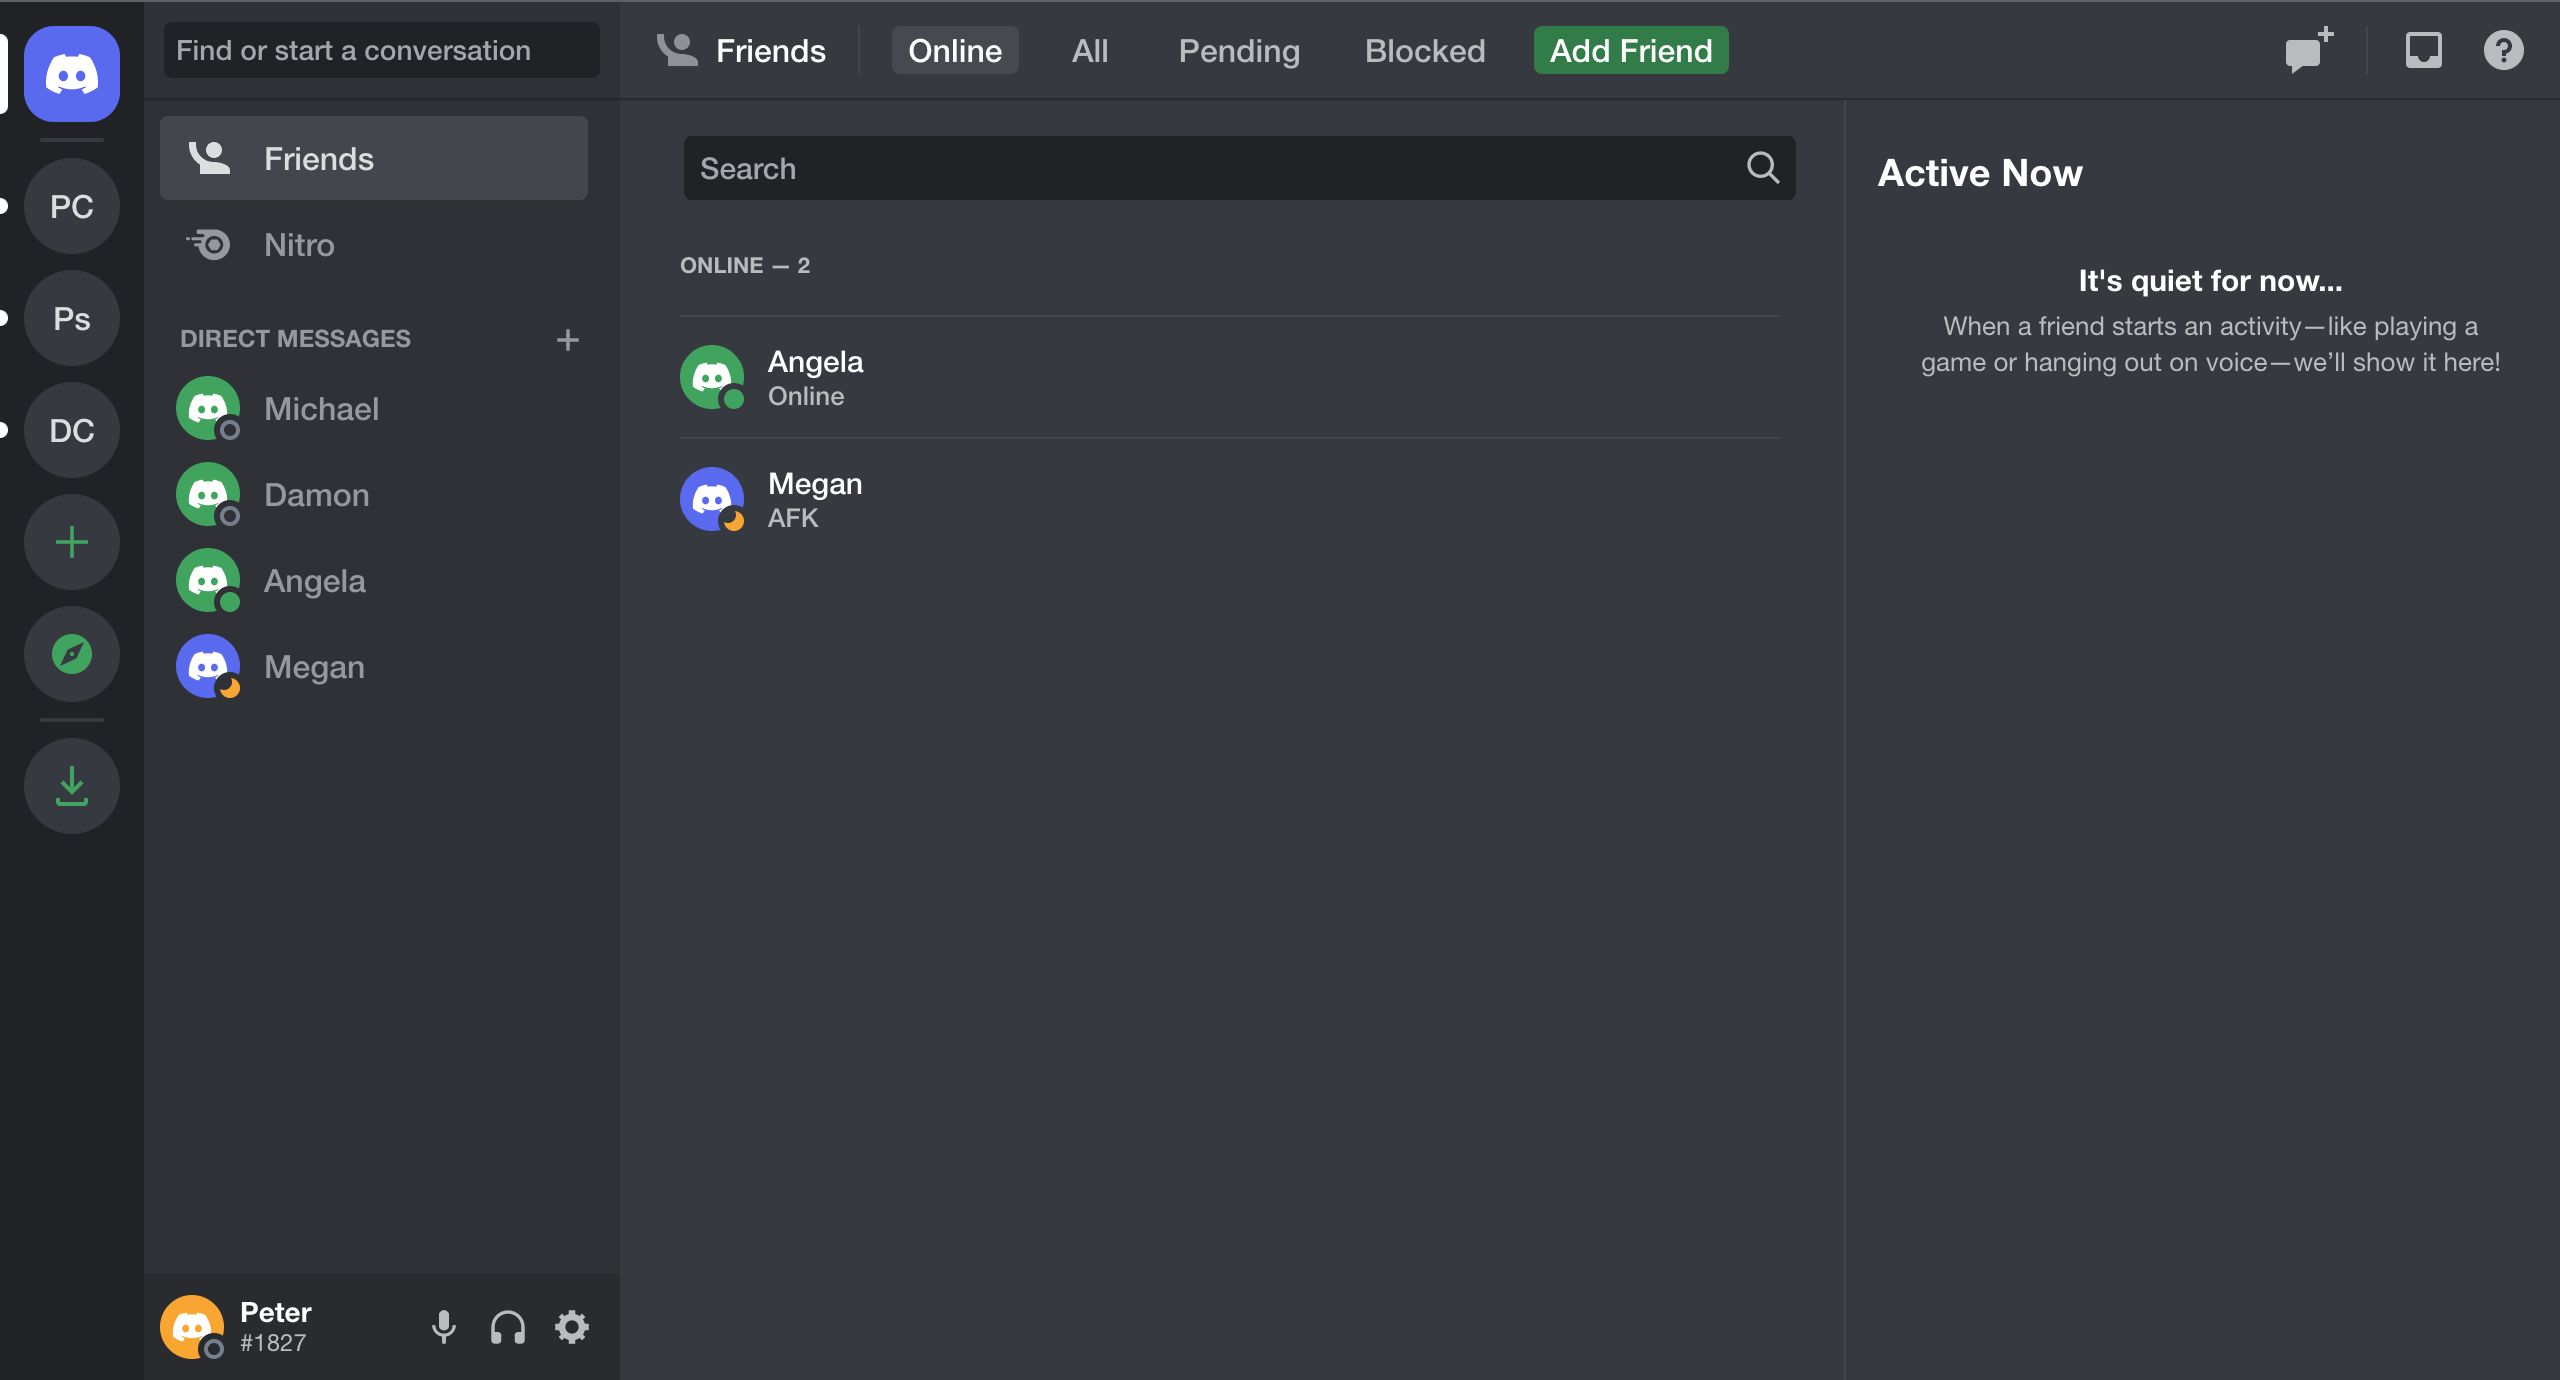 Find or start a conversation
Friends
Nitro
DIRECT MESSAGES
Michael
Damon
Angela
Megan
PC
Ps
DC
Peter
#1827
Friends
Online
All
Pending
Blocked
Add Friend
Search
ONLINE — 2
Angela
Online
Megan
AFK
Active Now
It's quiet for now...
When a friend starts an activity—like playing a
game or hanging out on voice—we’ll show it here!